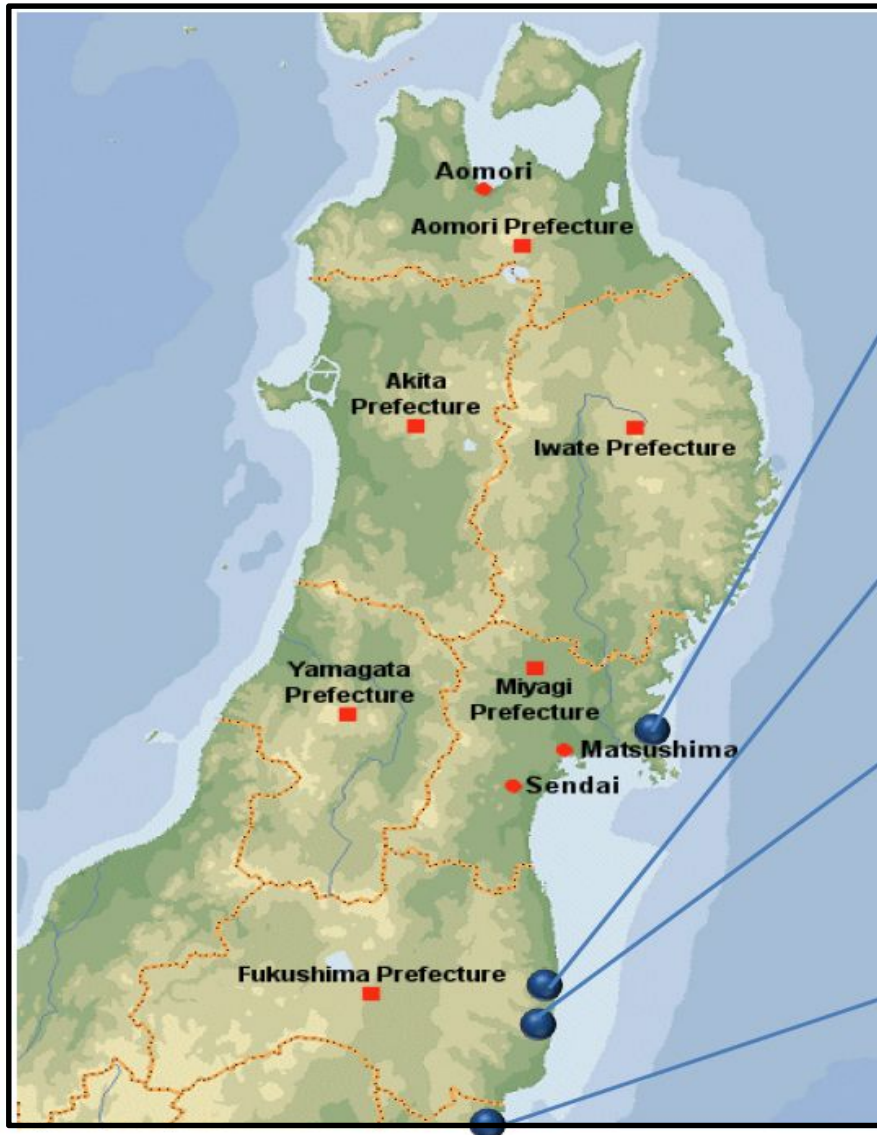 Aomori
Aomori Prefecture
Akita
Prefecture
Iwate Prefecture
Yamagata
Prefecture
Miyagi
Prefecture
Matsushima
Sendai
Fukushima Prefecture